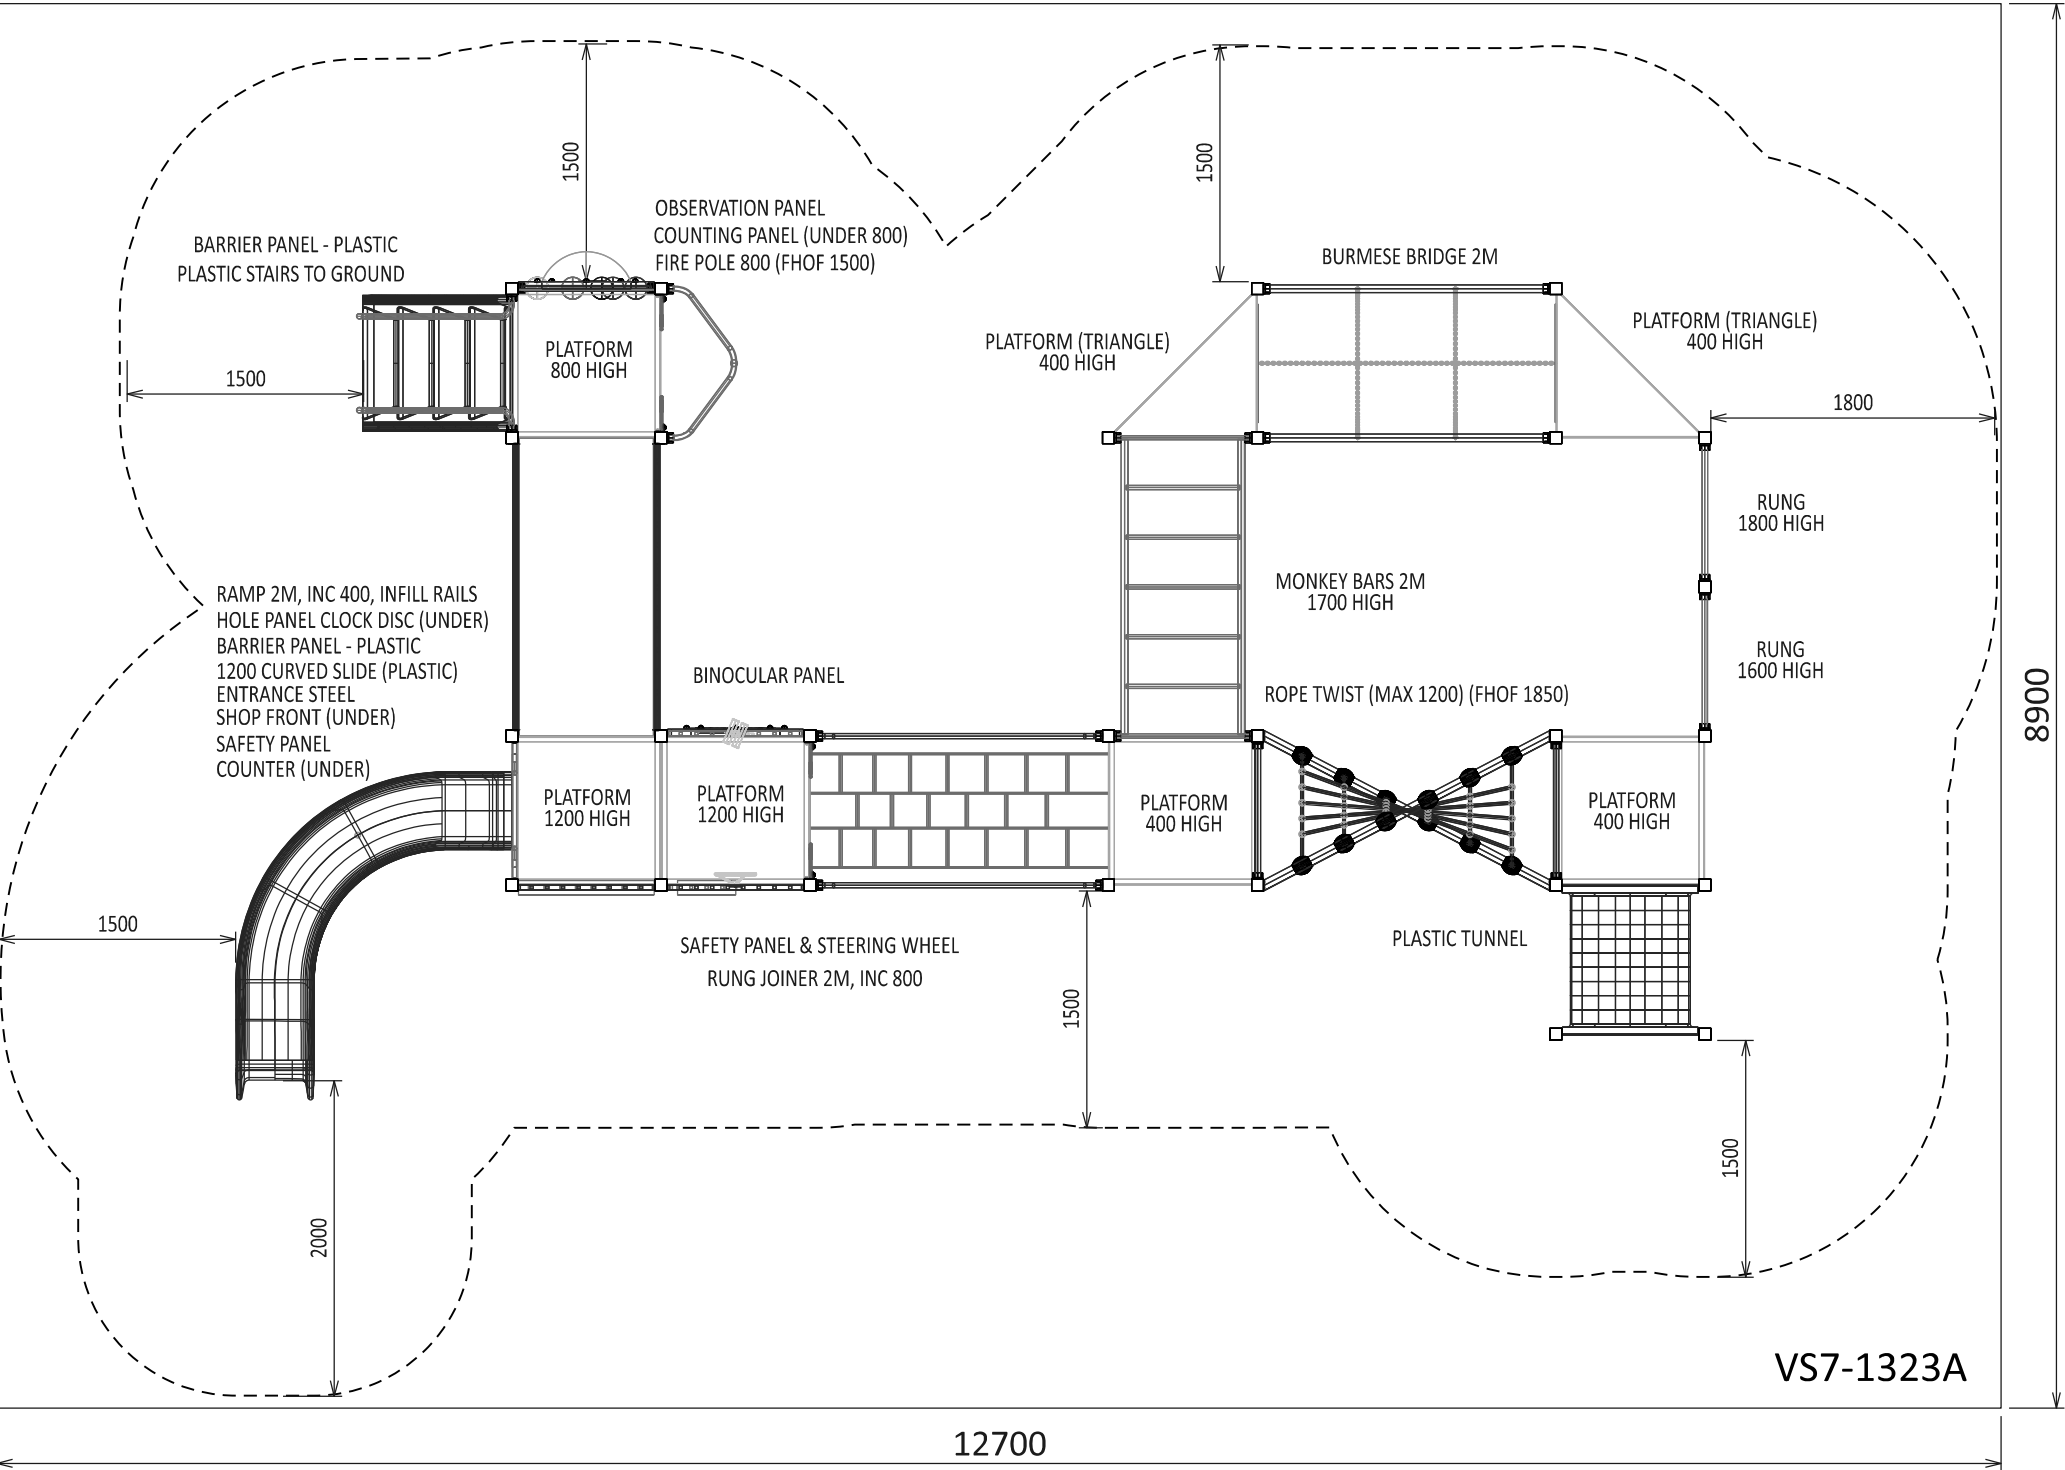 1500
1500
OBSERVATION PANEL
COUNTING PANEL (UNDER 800)
FIRE POLE 800 (FHOF 1500)
BARRIER PANEL - PLASTIC
PLASTIC STAIRS TO GROUND
BURMESE BRIDGE 2M
PLATFORM (TRIANGLE)
400 HIGH
PLATFORM (TRIANGLE)
400 HIGH
PLATFORM
800 HIGH
1500
1800
RUNG
1800 HIGH
MONKEY BARS 2M
1700 HIGH
RAMP 2M, INC 400, INFILL RAILS
HOLE PANEL CLOCK DISC (UNDER)
BARRIER PANEL - PLASTIC
1200 CURVED SLIDE (PLASTIC)
ENTRANCE STEEL
SHOP FRONT (UNDER)
SAFETY PANEL
COUNTER (UNDER)
BINOCULAR PANEL
RUNG
1600 HIGH
ROPE TWIST (MAX 1200) (FHOF 1850)
8900
PLATFORM
1200 HIGH
PLATFORM
1200 HIGH
PLATFORM
400 HIGH
PLATFORM
400 HIGH
1500
SAFETY PANEL & STEERING WHEEL
RUNG JOINER 2M, INC 800
PLASTIC TUNNEL
1500
1500
2000
VS7-1323A
12700